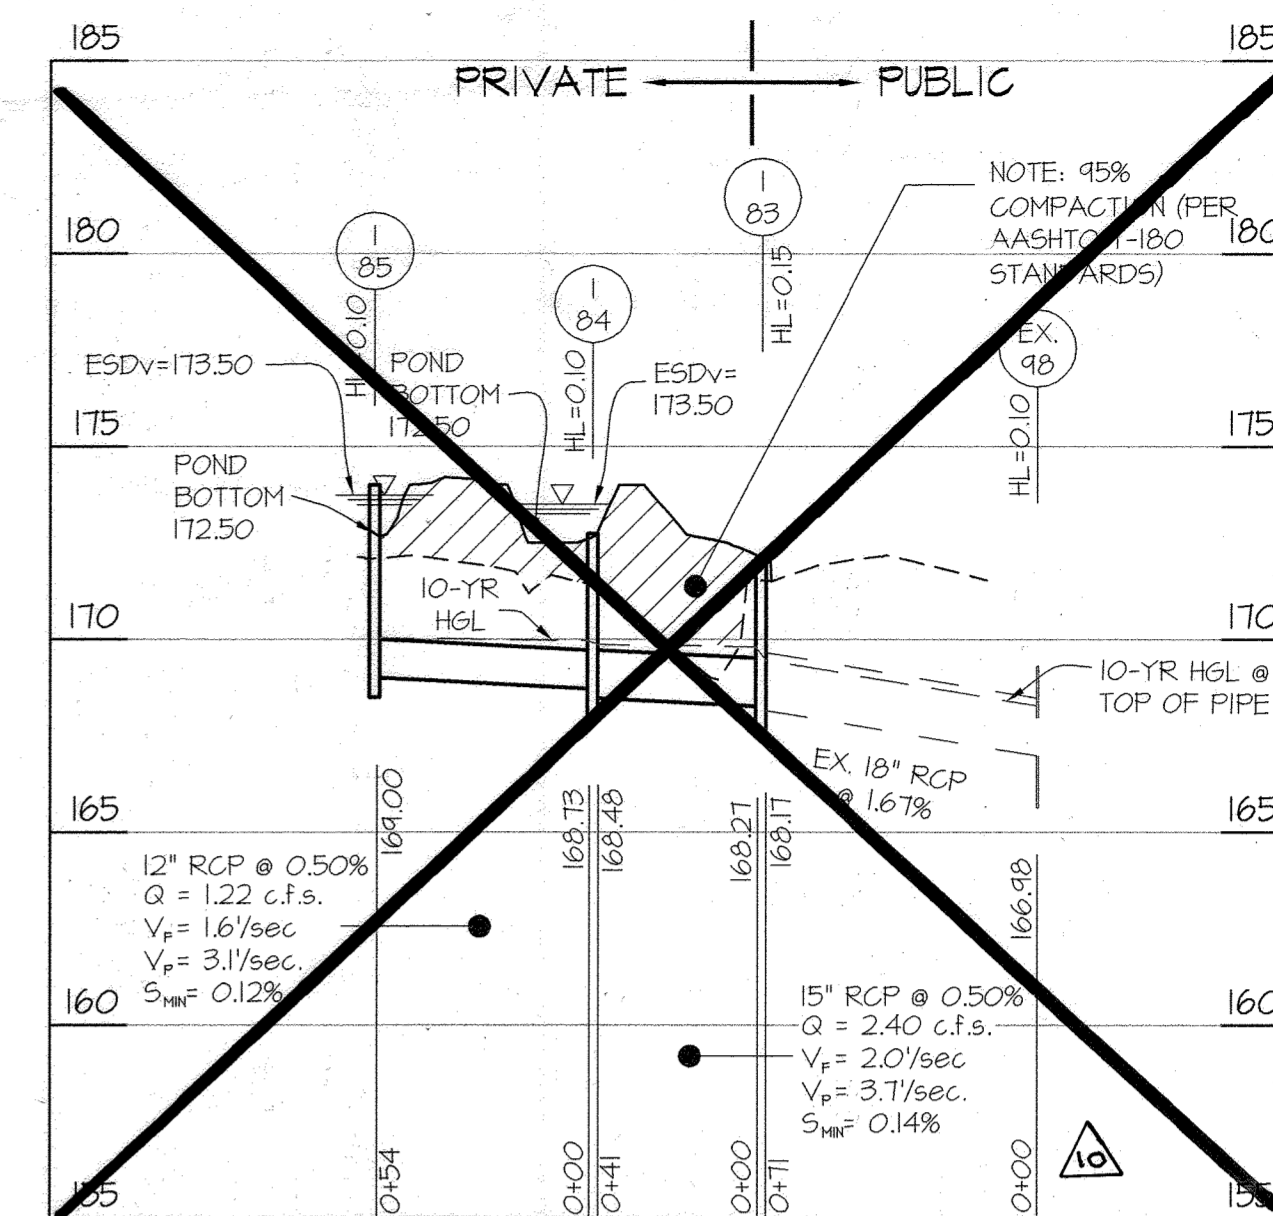 185
185
PRIVATE
PUBLIC
NOTE: 95%
COMPACTION (PER
AASHTO T-180
STANDARDS)
180
180
I
85
HL=0.10
I
84
HL=0.10
I
83
HL=0.15
EX.
98
HL=0.10
ESDv=173.50
POND
BOTTOM
172.50
ESDv=
173.50
175
175
POND
BOTTOM
172.50
10-YR
HGL
170
170
10-YR HGL @
TOP OF PIPE
EX. 18" RCP
@ 1.67%
165
165
169.00
168.73
168.48
168.27
168.17
166.98
12" RCP @ 0.50%
Q = 1.22 c.f.s.
VF= 1.6'/sec
VP= 3.1'/sec.
SMIN= 0.12%
160
160
15" RCP @ 0.50%
Q = 2.40 c.f.s.
VF= 2.0'/sec
VP= 3.7'/sec.
SMIN= 0.14%
10
155
155
0+54
0+00
0+41
0+00
0+71
0+00